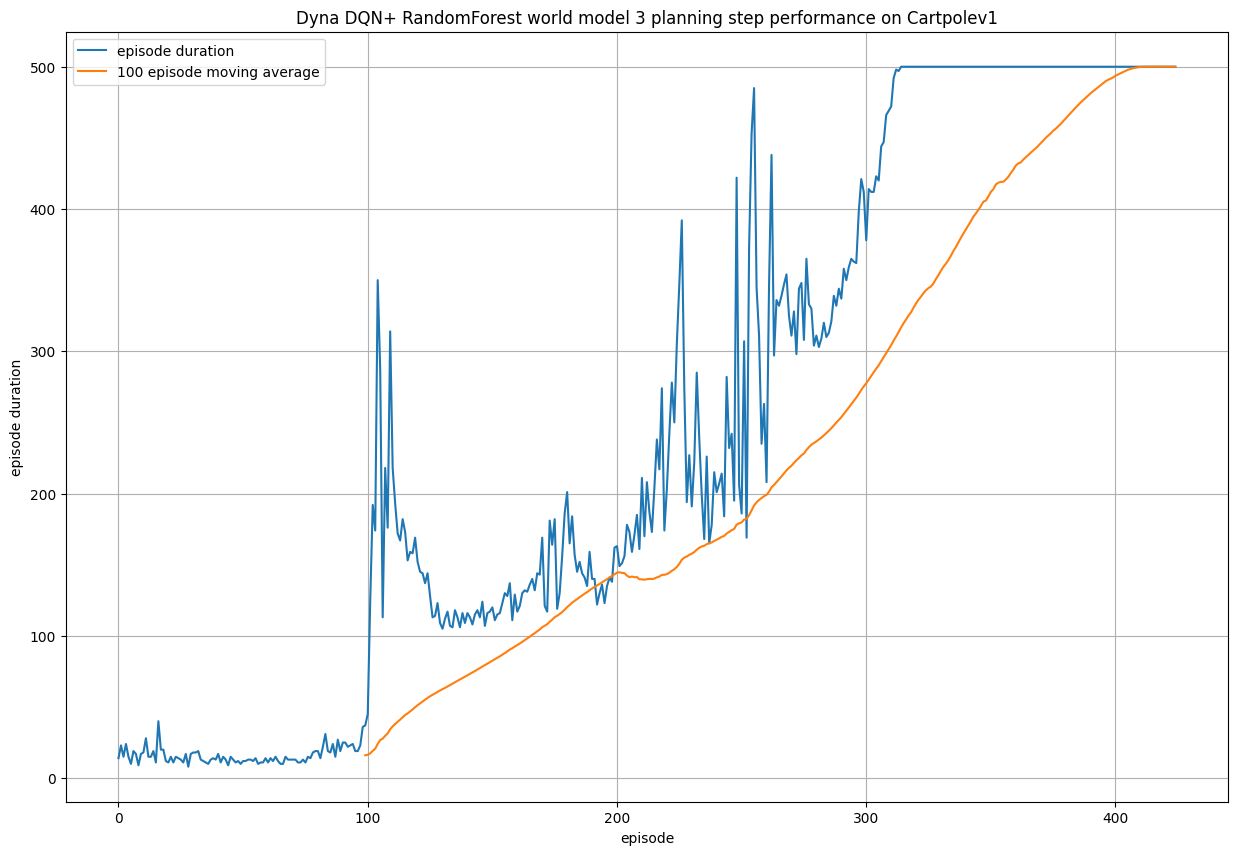 Dyna DQN+ RandomForest world model 3 planning step performance on Cartpolev1
episode duration
100 episode moving average
500
400
300
200
100
0
episode duration
0
100
200
300
400
episode